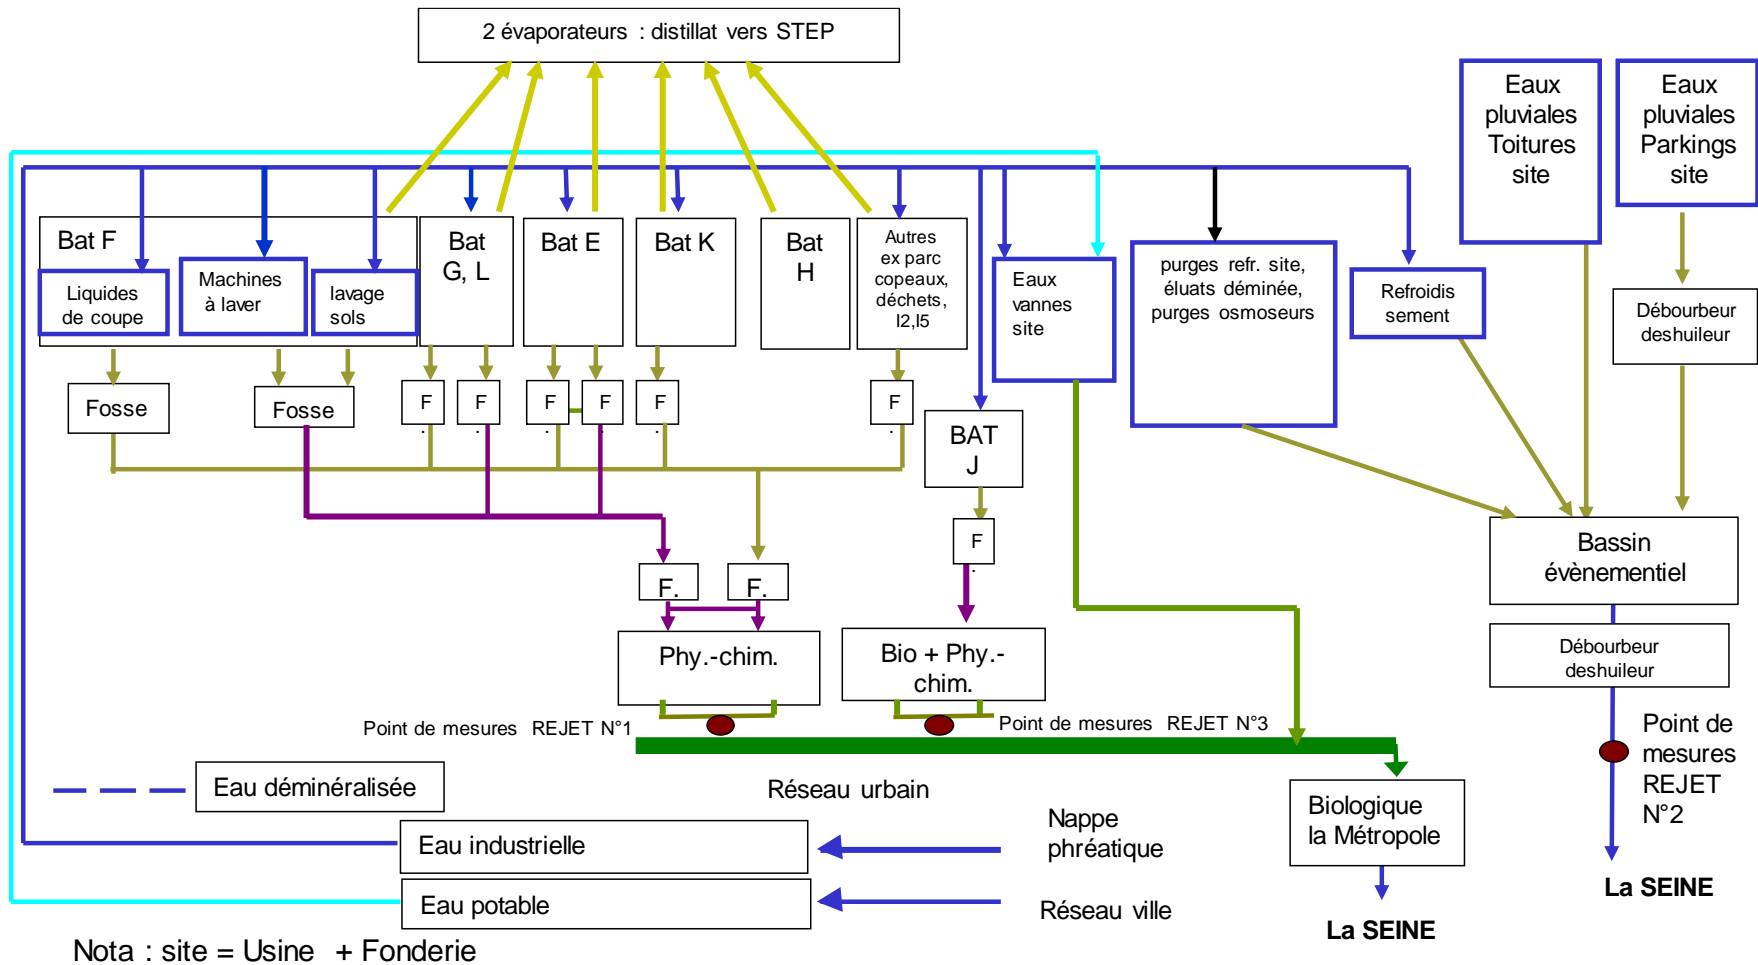 2 évaporateurs : distillat vers STEP
Eaux
pluviales
Toitures
site
Eaux
pluviales
Parkings
site
Bat F
Liquides
de coupe
Machines
à laver
lavage
sols
Bat
G, L
Bat E
Bat K
Bat
H
Autres
ex parc
copeaux,
déchets,
I2,I5
Eaux
vannes
site
purges refr. site,
éluats déminée,
purges osmoseurs
Refroidis
sement
Débourbeur
deshuileur
Fosse
Fosse
F
.
F
.
F
.
F
.
F
.
F
.
BAT
J
F
.
F.
F.
Bassin
évènementiel
Phy.-chim.
Bio + Phy.-
chim.
Débourbeur
deshuileur
Point de mesures REJET N°1
Point de mesures REJET N°3
Point de
mesures
REJET
N°2
Eau déminéralisée
Réseau urbain
Biologique
la Métropole
Eau industrielle
Nappe
phréatique
Eau potable
Réseau ville
La SEINE
La SEINE
Nota : site = Usine + Fonderie